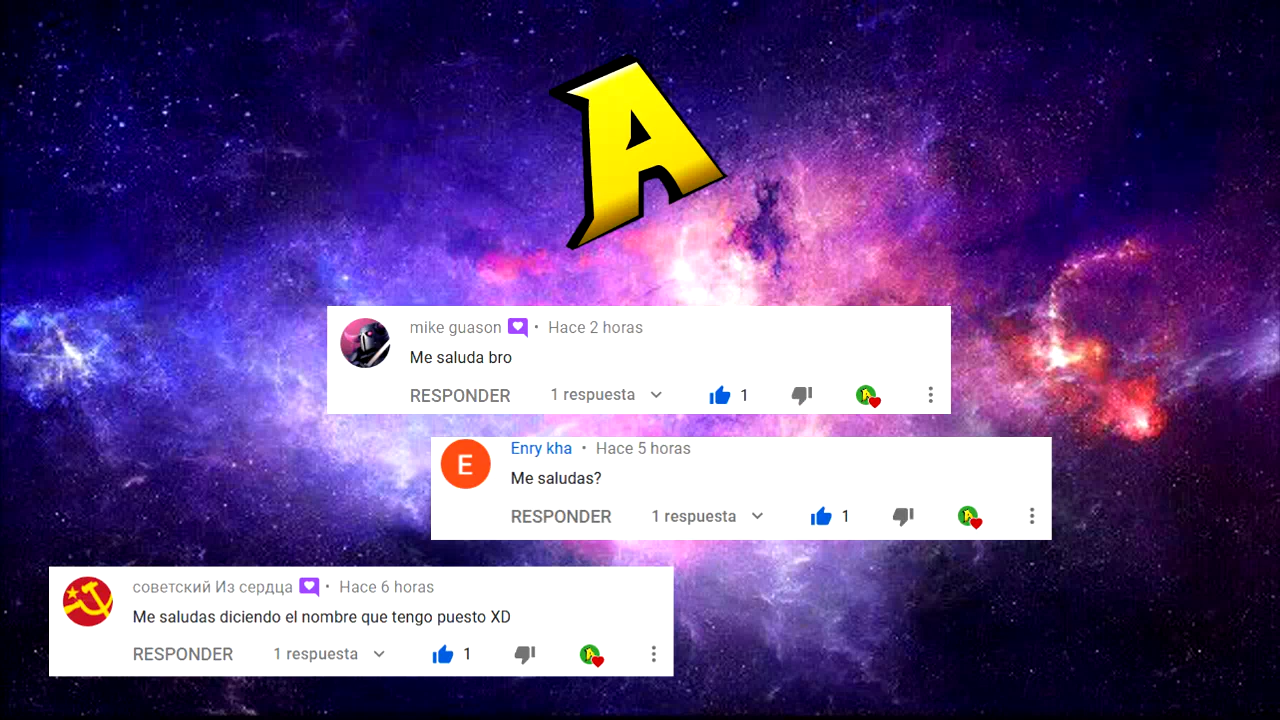 A
mike guason • Hace 2 horas
Me saluda bro
RESPONDER 1 respuesta 1
E
Enry kha • Hace 5 horas
Me saludas?
RESPONDER 1 respuesta 1
советский Из сердца • Hace 6 horas
Me saludas diciendo el nombre que tengo puesto XD
RESPONDER 1 respuesta 1